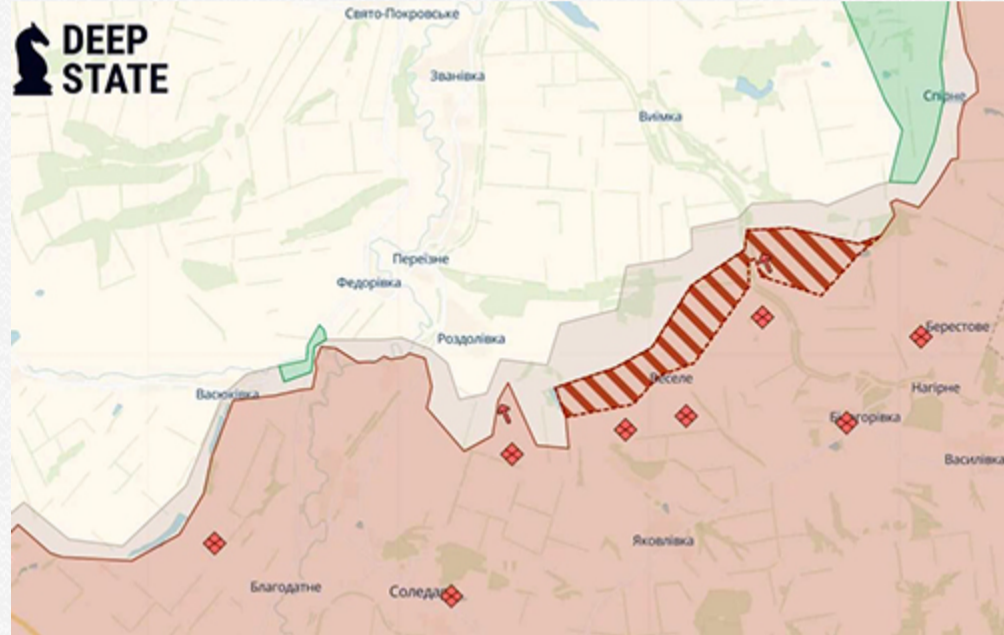 DEEP
STATE
Свято-Покровське
Званівка
Спірне
Виїмка
Переїзне
Федорівка
Роздолівка
Берестове
Веселе
Васюківка
Нагірне
Білогорівка
Василівка
Яковлівка
Благодатне
Соледар